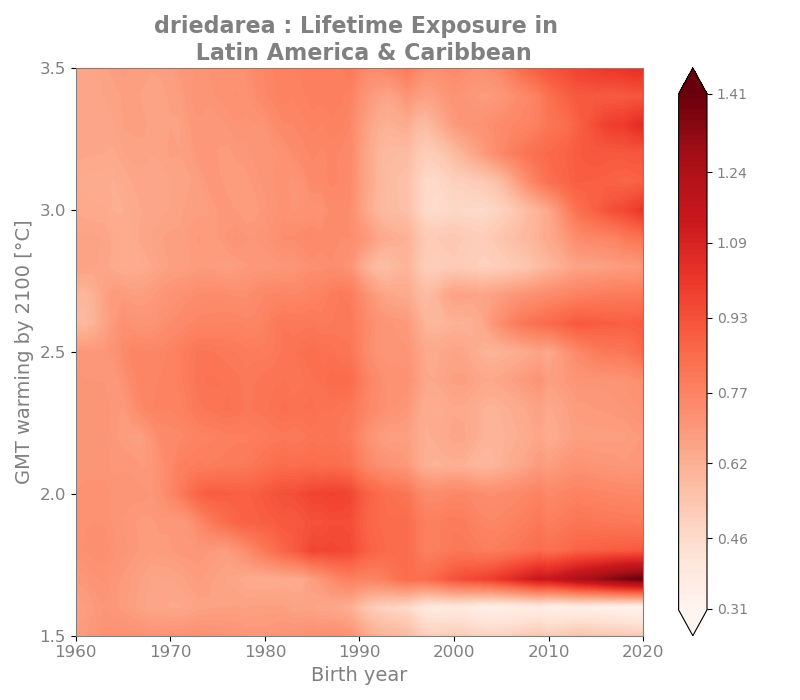 driedarea : Lifetime Exposure in
Latin America & Caribbean
GMT warming by 2100 [°C]
3.5
3.0
2.5
2.0
1.5
1960 1970 1980 1990 2000 2010 2020
Birth year
1.41
1.24
1.09
0.93
0.77
0.62
0.46
0.31